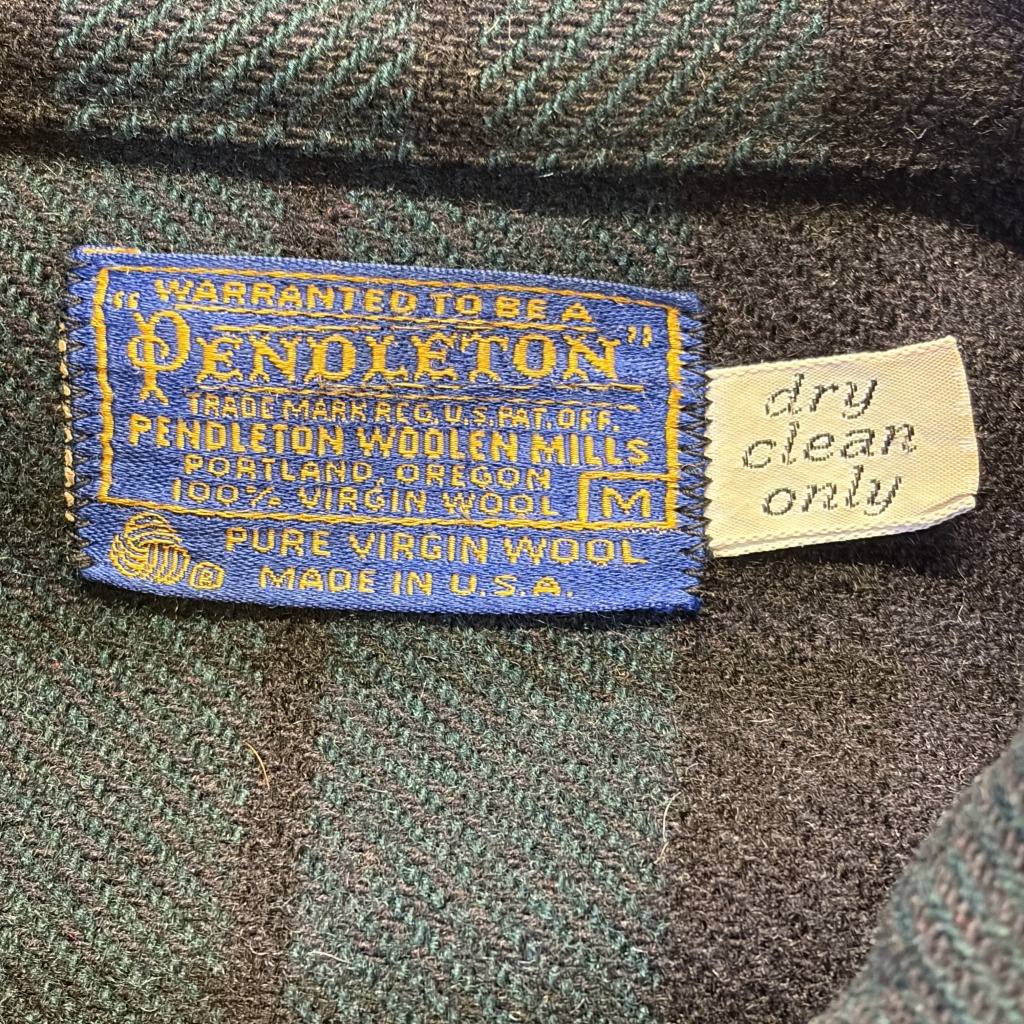 "WARRANTED TO BE A
PENDLETON"
TRADE MARK REG. U.S. PAT. OFF.
PENDLETON WOOLEN MILLS
PORTLAND, OREGON
100% VIRGIN WOOL M
PURE VIRGIN WOOL
® MADE IN U.S.A.
dry
clean
only